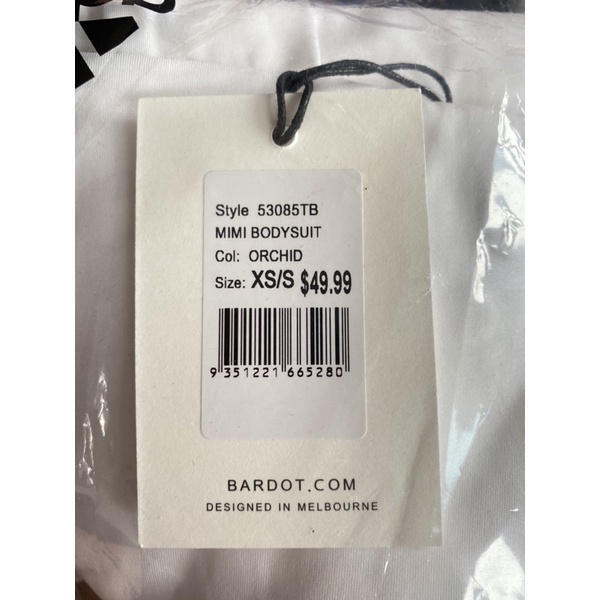 Style 53085TB
MIMI BODYSUIT
Col: ORCHID
Size: XS/S $49.99
9 351221 665280
BARDOT.COM
DESIGNED IN MELBOURNE